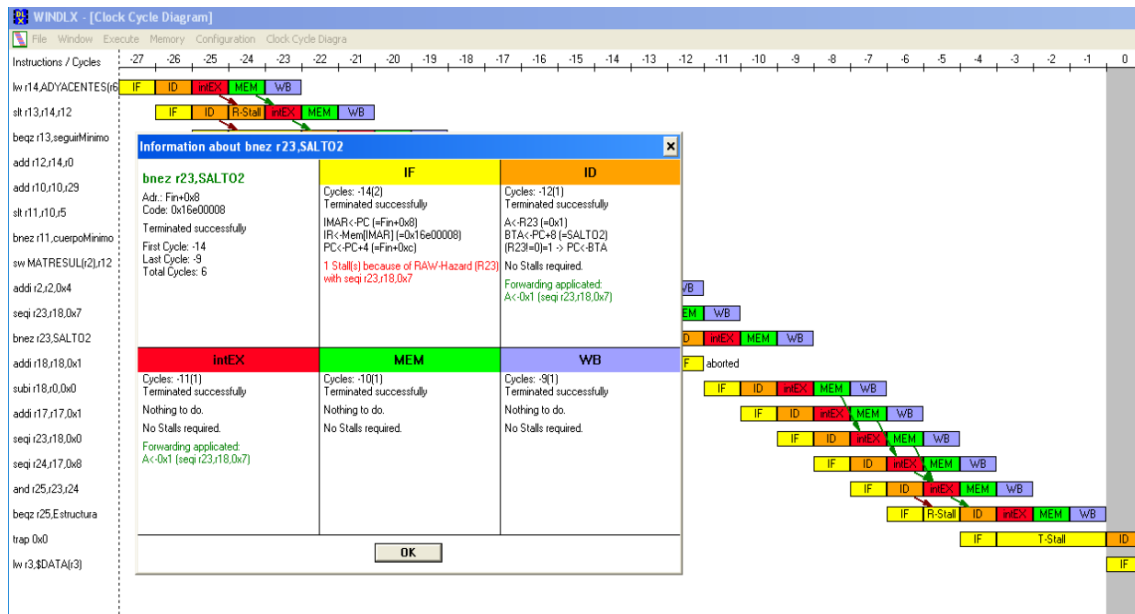 WINDLX - [Clock Cycle Diagram]
File Window Execute Memory Configuration Clock Cycle Diagra
Instructions / Cycles -27 -26 -25 -24 -23 -22 -21 -20 -19 -18 -17 -16 -15 -14 -13 -12 -11 -10 -9 -8 -7 -6 -5 -4 -3 -2 -1 0
lw r14,ADYACENTES(r6 IF ID intEX MEM WB
slt r13,r14,r12 IF ID R-Stall intEX MEM WB
beqz r13,seguirMinimo
add r12,r14,r0
add r10,r10,r29
slt r11,r10,r5
bnez r11,cuerpoMinimo
sw MATRESUL(r2),r12
addi r2,r2,0x4 WB
seqi r23,r18,0x7 EM WB
bnez r23,SALTO2 D intEX MEM WB
addi r18,r18,0x1 F aborted
subi r18,r0,0x0 IF ID intEX MEM WB
addi r17,r17,0x1 IF ID intEX MEM WB
seqi r23,r18,0x0 IF ID intEX MEM WB
seqi r24,r17,0x8 IF ID intEX MEM WB
and r25,r23,r24 IF ID intEX MEM WB
beqz r25,Estructura IF R-Stall ID intEX MEM WB
trap 0x0 IF T-Stall ID
lw r3,$DATA(r3) IF
Information about bnez r23,SALTO2
bnez r23,SALTO2
Adr.: Fin+0x8
Code: 0x16e00008
Terminated successfully
First Cycle: -14
Last Cycle: -9
Total Cycles: 6
IF
Cycles: -14(2)
Terminated successfully
IMAR<-PC (=Fin+0x8)
IR<-Mem[IMAR] (=0x16e00008)
PC<-PC+4 (=Fin+0xc)
1 Stall(s) because of RAW-Hazard (R23)
with seqi r23,r18,0x7
ID
Cycles: -12(1)
Terminated successfully
A<-R23 (=0x1)
BTA<-PC+8 (=SALTO2)
(R23!=0)=1 -> PC<-BTA
No Stalls required.
Forwarding applicated:
A<-0x1 (seqi r23,r18,0x7)
intEX
Cycles: -11(1)
Terminated successfully
Nothing to do.
No Stalls required.
Forwarding applicated:
A<-0x1 (seqi r23,r18,0x7)
MEM
Cycles: -10(1)
Terminated successfully
Nothing to do.
No Stalls required.
WB
Cycles: -9(1)
Terminated successfully
Nothing to do.
No Stalls required.
OK